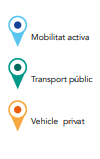 Mobilitat activa
Transport públic
Vehicle privat